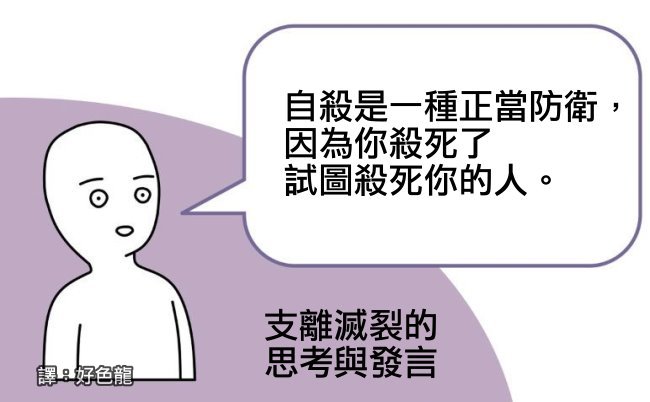 自殺是一種正當防衛，
因為你殺死了
試圖殺死你的人。
支離滅裂的
思考與發言
譯：好色龍